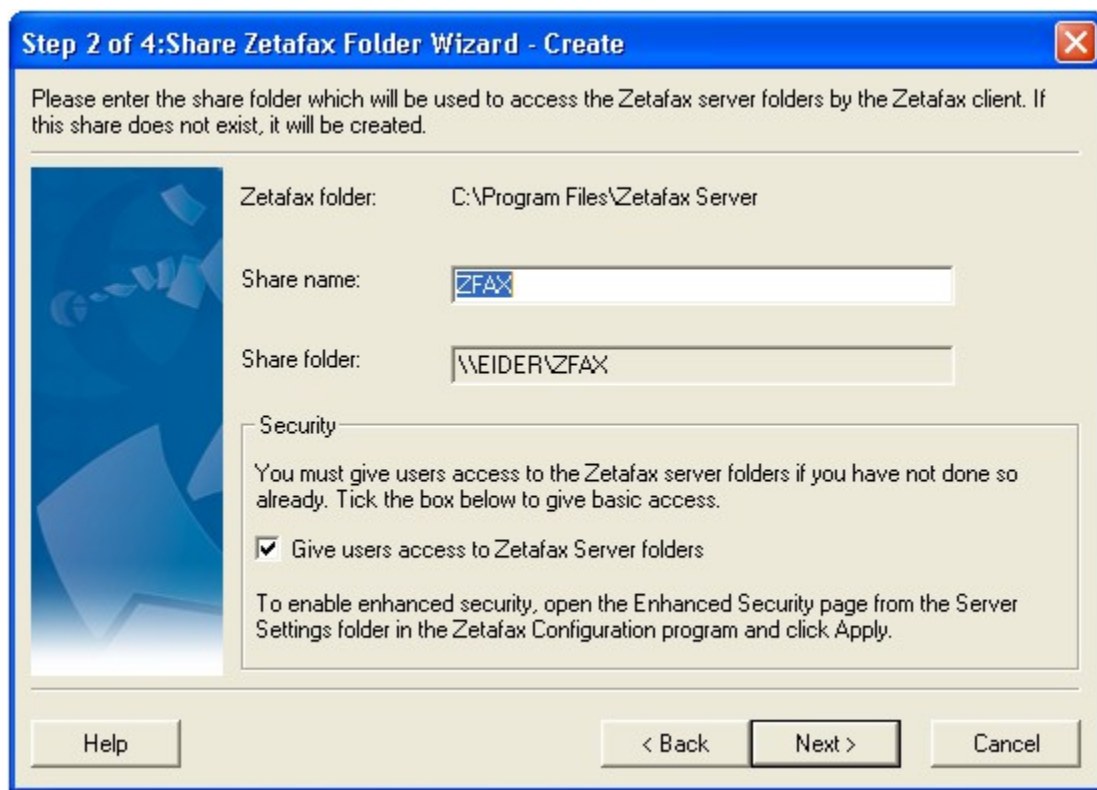 Step 2 of 4:Share Zetafax Folder Wizard - Create
Please enter the share folder which will be used to access the Zetafax server folders by the Zetafax client. If
this share does not exist, it will be created.
Zetafax folder: C:\Program Files\Zetafax Server
Share name: ZFAX
Share folder: \\EIDER\ZFAX
Security
You must give users access to the Zetafax server folders if you have not done so
already. Tick the box below to give basic access.
Give users access to Zetafax Server folders
To enable enhanced security, open the Enhanced Security page from the Server
Settings folder in the Zetafax Configuration program and click Apply.
Help < Back Next > Cancel